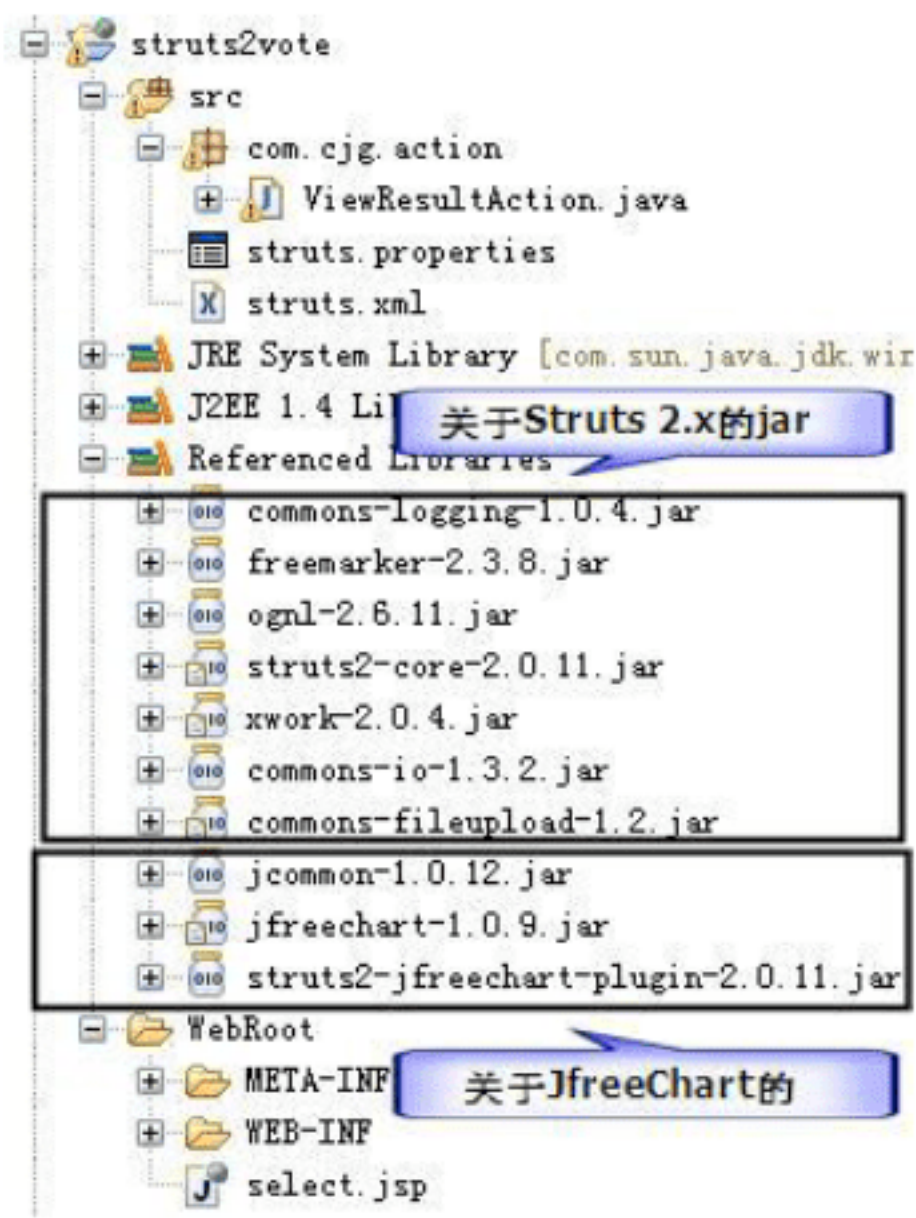 struts2vote
src
com.cjg.action
ViewResultAction.java
struts.properties
struts.xml
JRE System Library [com.sun.java.jdk.wir
J2EE 1.4 Li
关于Struts 2.x的jar
Referenced Libraries
commons-logging-1.0.4.jar
freemarker-2.3.8.jar
ognl-2.6.11.jar
struts2-core-2.0.11.jar
xwork-2.0.4.jar
commons-io-1.3.2.jar
commons-fileupload-1.2.jar
jcommon-1.0.12.jar
jfreechart-1.0.9.jar
struts2-jfreechart-plugin-2.0.11.jar
WebRoot
META-INF
关于JfreeChart的
WEB-INF
select.jsp